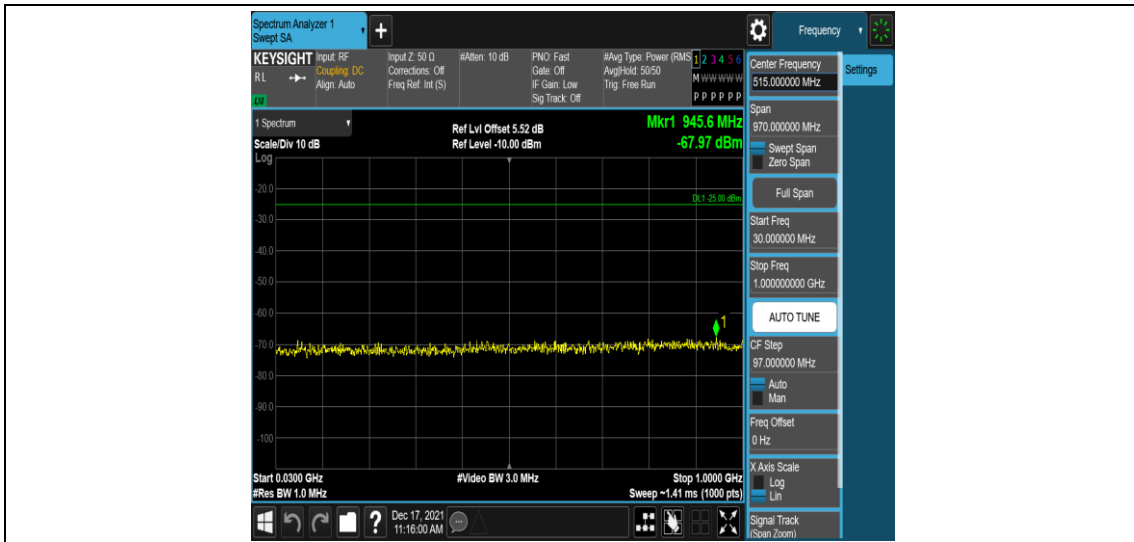 Spectrum Analyzer 1
Swept SA
+
Frequency
KEYSIGHT
RL
LXI
Input: RF
Coupling: DC
Align: Auto
Input Z: 50 Ω
Corrections: Off
Freq Ref: Int (S)
#Atten: 10 dB
PNO: Fast
Gate: Off
IF Gain: Low
Sig Track: Off
#Avg Type: Power (RMS
Avg|Hold: 50/50
Trig: Free Run
1 2 3 4 5 6
M W W W W W
P P P P P P
1 Spectrum
Scale/Div 10 dB
Ref Lvl Offset 5.52 dB
Ref Level -10.00 dBm
Mkr1 945.6 MHz
-67.97 dBm
Log
-20.0
DL1 -25.00 dBm
-30.0
-40.0
-50.0
-60.0
1
-70.0
-80.0
-90.0
-100
Start 0.0300 GHz
#Video BW 3.0 MHz
Stop 1.0000 GHz
#Res BW 1.0 MHz
Sweep ~1.41 ms (1000 pts)
?
Dec 17, 2021
11:16:00 AM
Center Frequency
515.000000 MHz
Settings
Span
970.000000 MHz
Swept Span
Zero Span
Full Span
Start Freq
30.000000 MHz
Stop Freq
1.000000000 GHz
AUTO TUNE
CF Step
97.000000 MHz
Auto
Man
Freq Offset
0 Hz
X Axis Scale
Log
Lin
Signal Track
(Span Zoom)